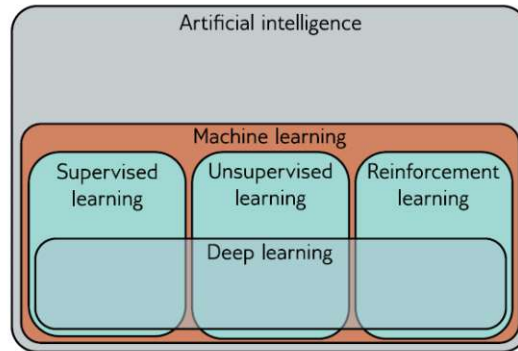 Artificial intelligence
Machine learning
Supervised
learning
Unsupervised
learning
Reinforcement
learning
Deep learning